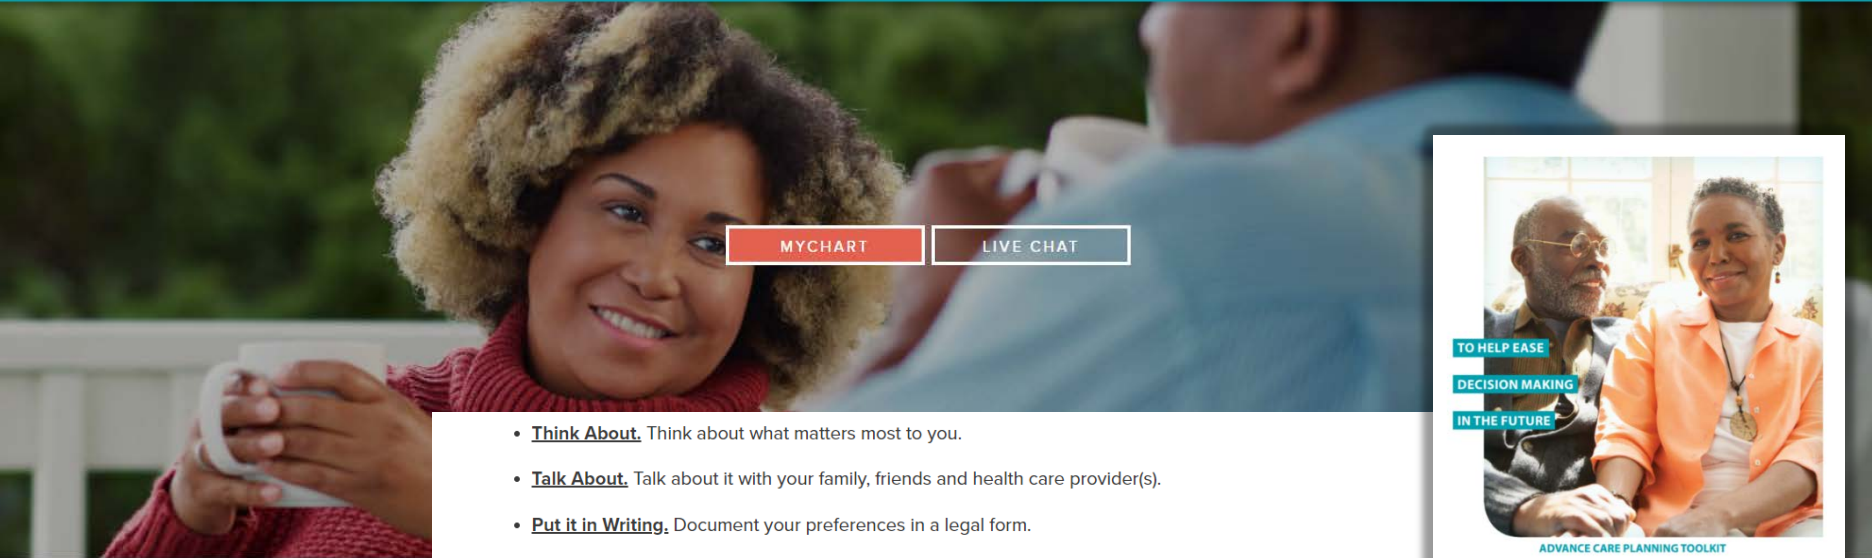 MYCHART
LIVE CHAT
Think About. Think about what matters most to you.
Talk About. Talk about it with your family, friends and health care provider(s).
Put it in Writing. Document your preferences in a legal form.
TO HELP EASE
DECISION MAKING
IN THE FUTURE
ADVANCE CARE PLANNING TOOLKIT